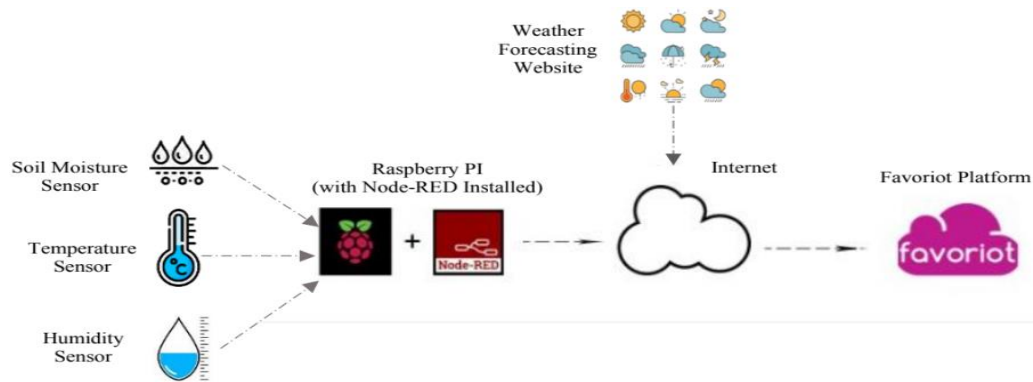 Weather
Forecasting
Website
Soil Moisture
Sensor
Raspberry PI
(with Node-RED Installed)
Internet
Favoriot Platform
Temperature
Sensor
°C
+
Node-RED
favoriot
Humidity
Sensor